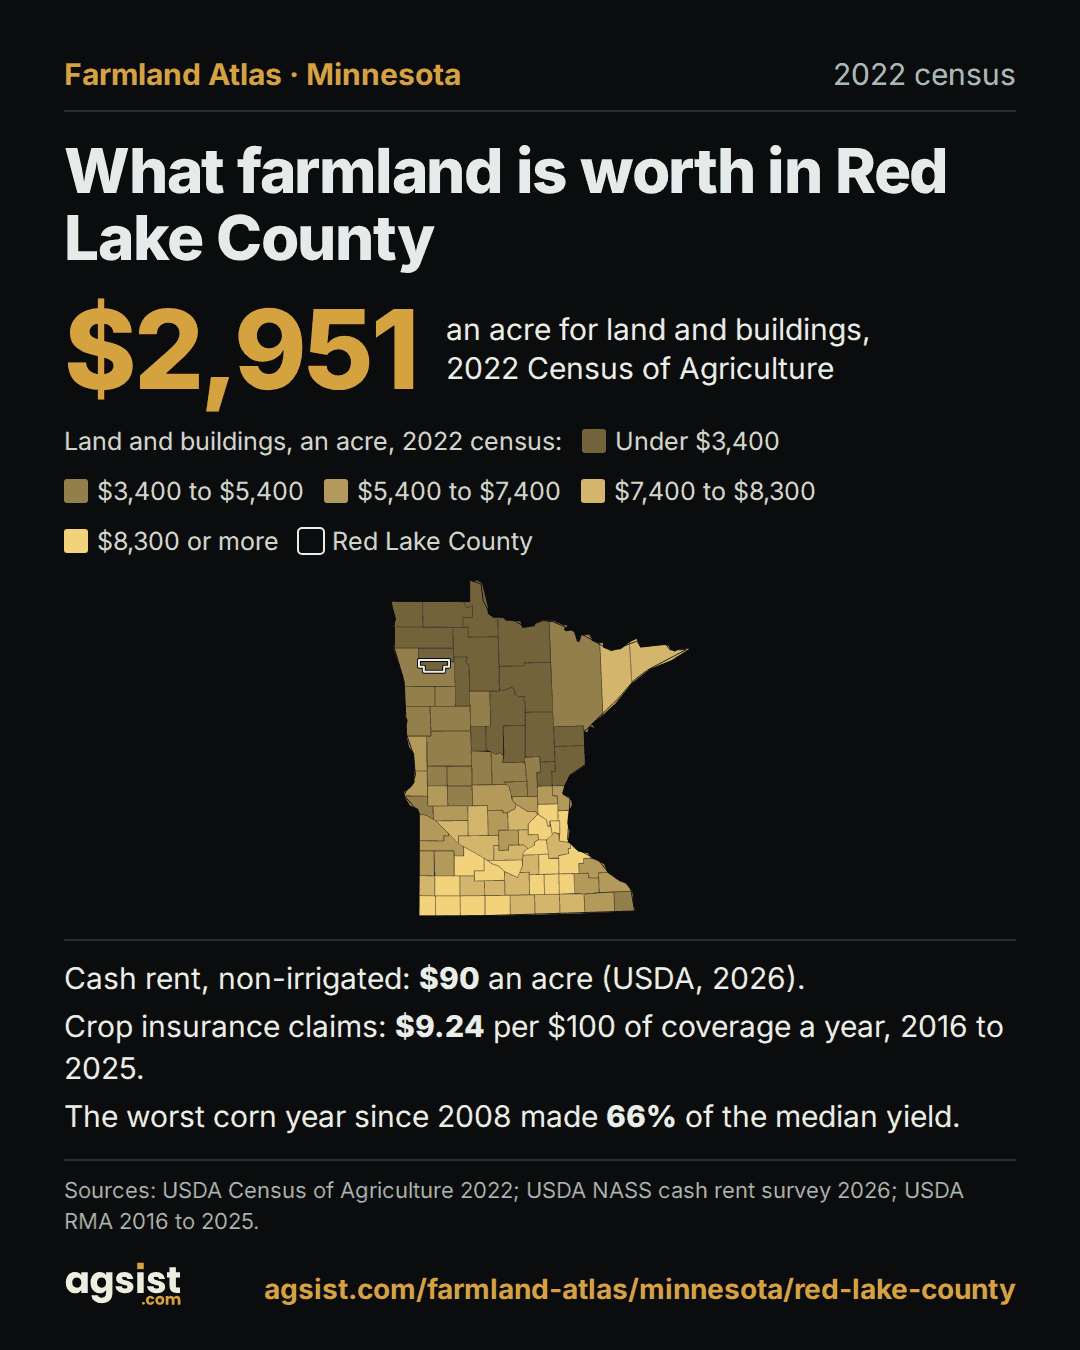 Farmland Atlas · Minnesota
2022 census
What farmland is worth in Red
Lake County
$2,951
an acre for land and buildings,
2022 Census of Agriculture
Land and buildings, an acre, 2022 census:
Under $3,400
$3,400 to $5,400
$5,400 to $7,400
$7,400 to $8,300
$8,300 or more
Red Lake County
Cash rent, non-irrigated: $90 an acre (USDA, 2026).
Crop insurance claims: $9.24 per $100 of coverage a year, 2016 to
2025.
The worst corn year since 2008 made 66% of the median yield.
Sources: USDA Census of Agriculture 2022; USDA NASS cash rent survey 2026; USDA
RMA 2016 to 2025.
agsist
.com
agsist.com/farmland-atlas/minnesota/red-lake-county